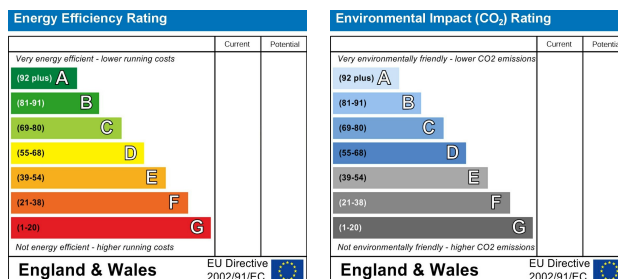 Energy Efficiency Rating
Current Potential
Very energy efficient - lower running costs
(92 plus) A
(81-91) B
(69-80) C
(55-68) D
(39-54) E
(21-38) F
(1-20) G
Not energy efficient - higher running costs
England & Wales
EU Directive
2002/91/EC
Environmental Impact (CO₂) Rating
Current Potential
Very environmentally friendly - lower CO2 emissions
(92 plus) A
(81-91) B
(69-80) C
(55-68) D
(39-54) E
(21-38) F
(1-20) G
Not environmentally friendly - higher CO2 emissions
England & Wales
EU Directive
2002/91/EC